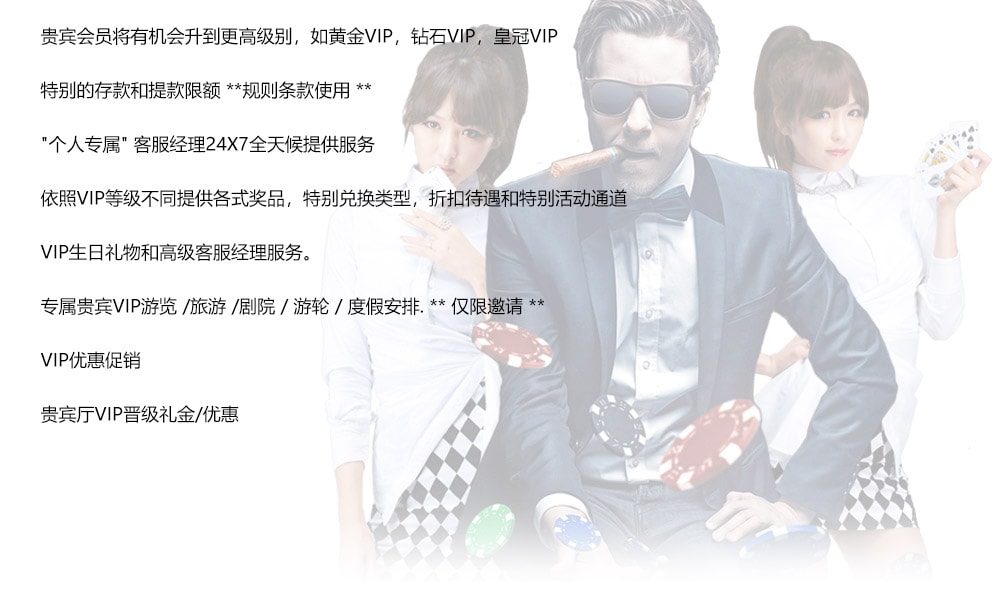 贵宾会员将有机会升到更高级别，如黄金VIP，钻石VIP，皇冠VIP
特别的存款和提款限额 **规则条款使用 **
"个人专属" 客服经理24X7全天候提供服务
依照VIP等级不同提供各式奖品，特别兑换类型，折扣待遇和特别活动通道
VIP生日礼物和高级客服经理服务。
专属贵宾VIP游览 /旅游 /剧院 / 游轮 / 度假安排. ** 仅限邀请 **
VIP优惠促销
贵宾厅VIP晋级礼金/优惠